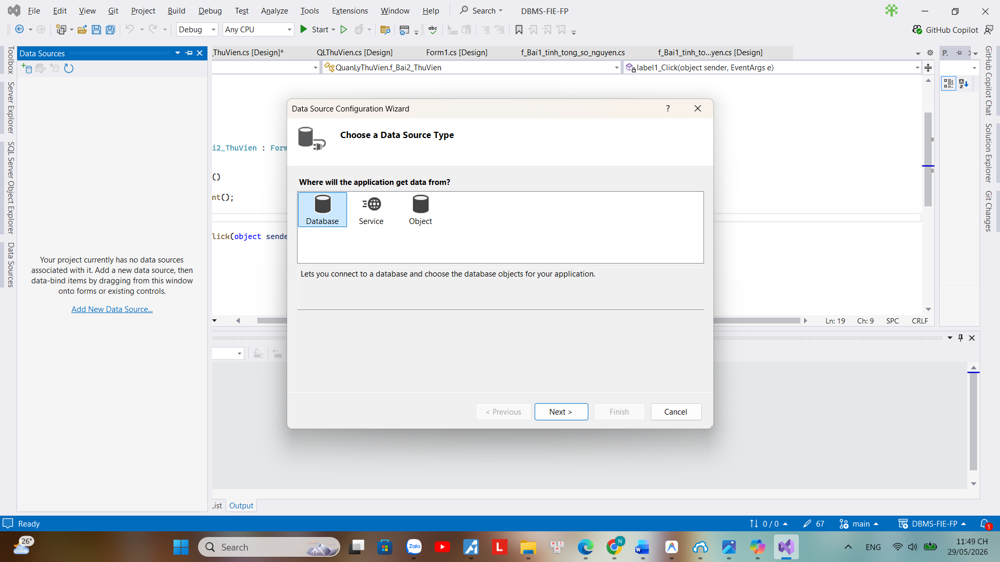 File Edit View Git Project Build Debug Test Analyze Tools Extensions Window Help Search DBMS-FIE-FP
Debug Any CPU Start abc GitHub Copilot
Data Sources
_ThuVien.cs [Design]* QLThuVien.cs [Design] Form1.cs [Design] f_Bai1_tinh_tong_so_nguyen.cs f_Bai1_tinh_to...yen.cs [Design] P.
QuanLyThuVien.f_Bai2_ThuVien label1_Click(object sender, EventArgs e)
Toolbox
Server Explorer
SQL Server Object Explorer
Data Sources
Your project currently has no data sources
associated with it. Add a new data source, then
data-bind items by dragging from this window
onto forms or existing controls.
Add New Data Source...
i2_ThuVien : Form
()
nt();
lick(object sende
Data Source Configuration Wizard ?
Choose a Data Source Type
Where will the application get data from?
Database Service Object
Lets you connect to a database and choose the database objects for your application.
< Previous Next > Finish Cancel
GitHub Copilot Chat
Solution Explorer
Git Changes
Ln: 19 Ch: 9 SPC CRLF
List Output
Ready 0 / 0 67 main DBMS-FIE-FP 1
26° Search Zalo L N W A ENG 11:49 CH
29/05/2026